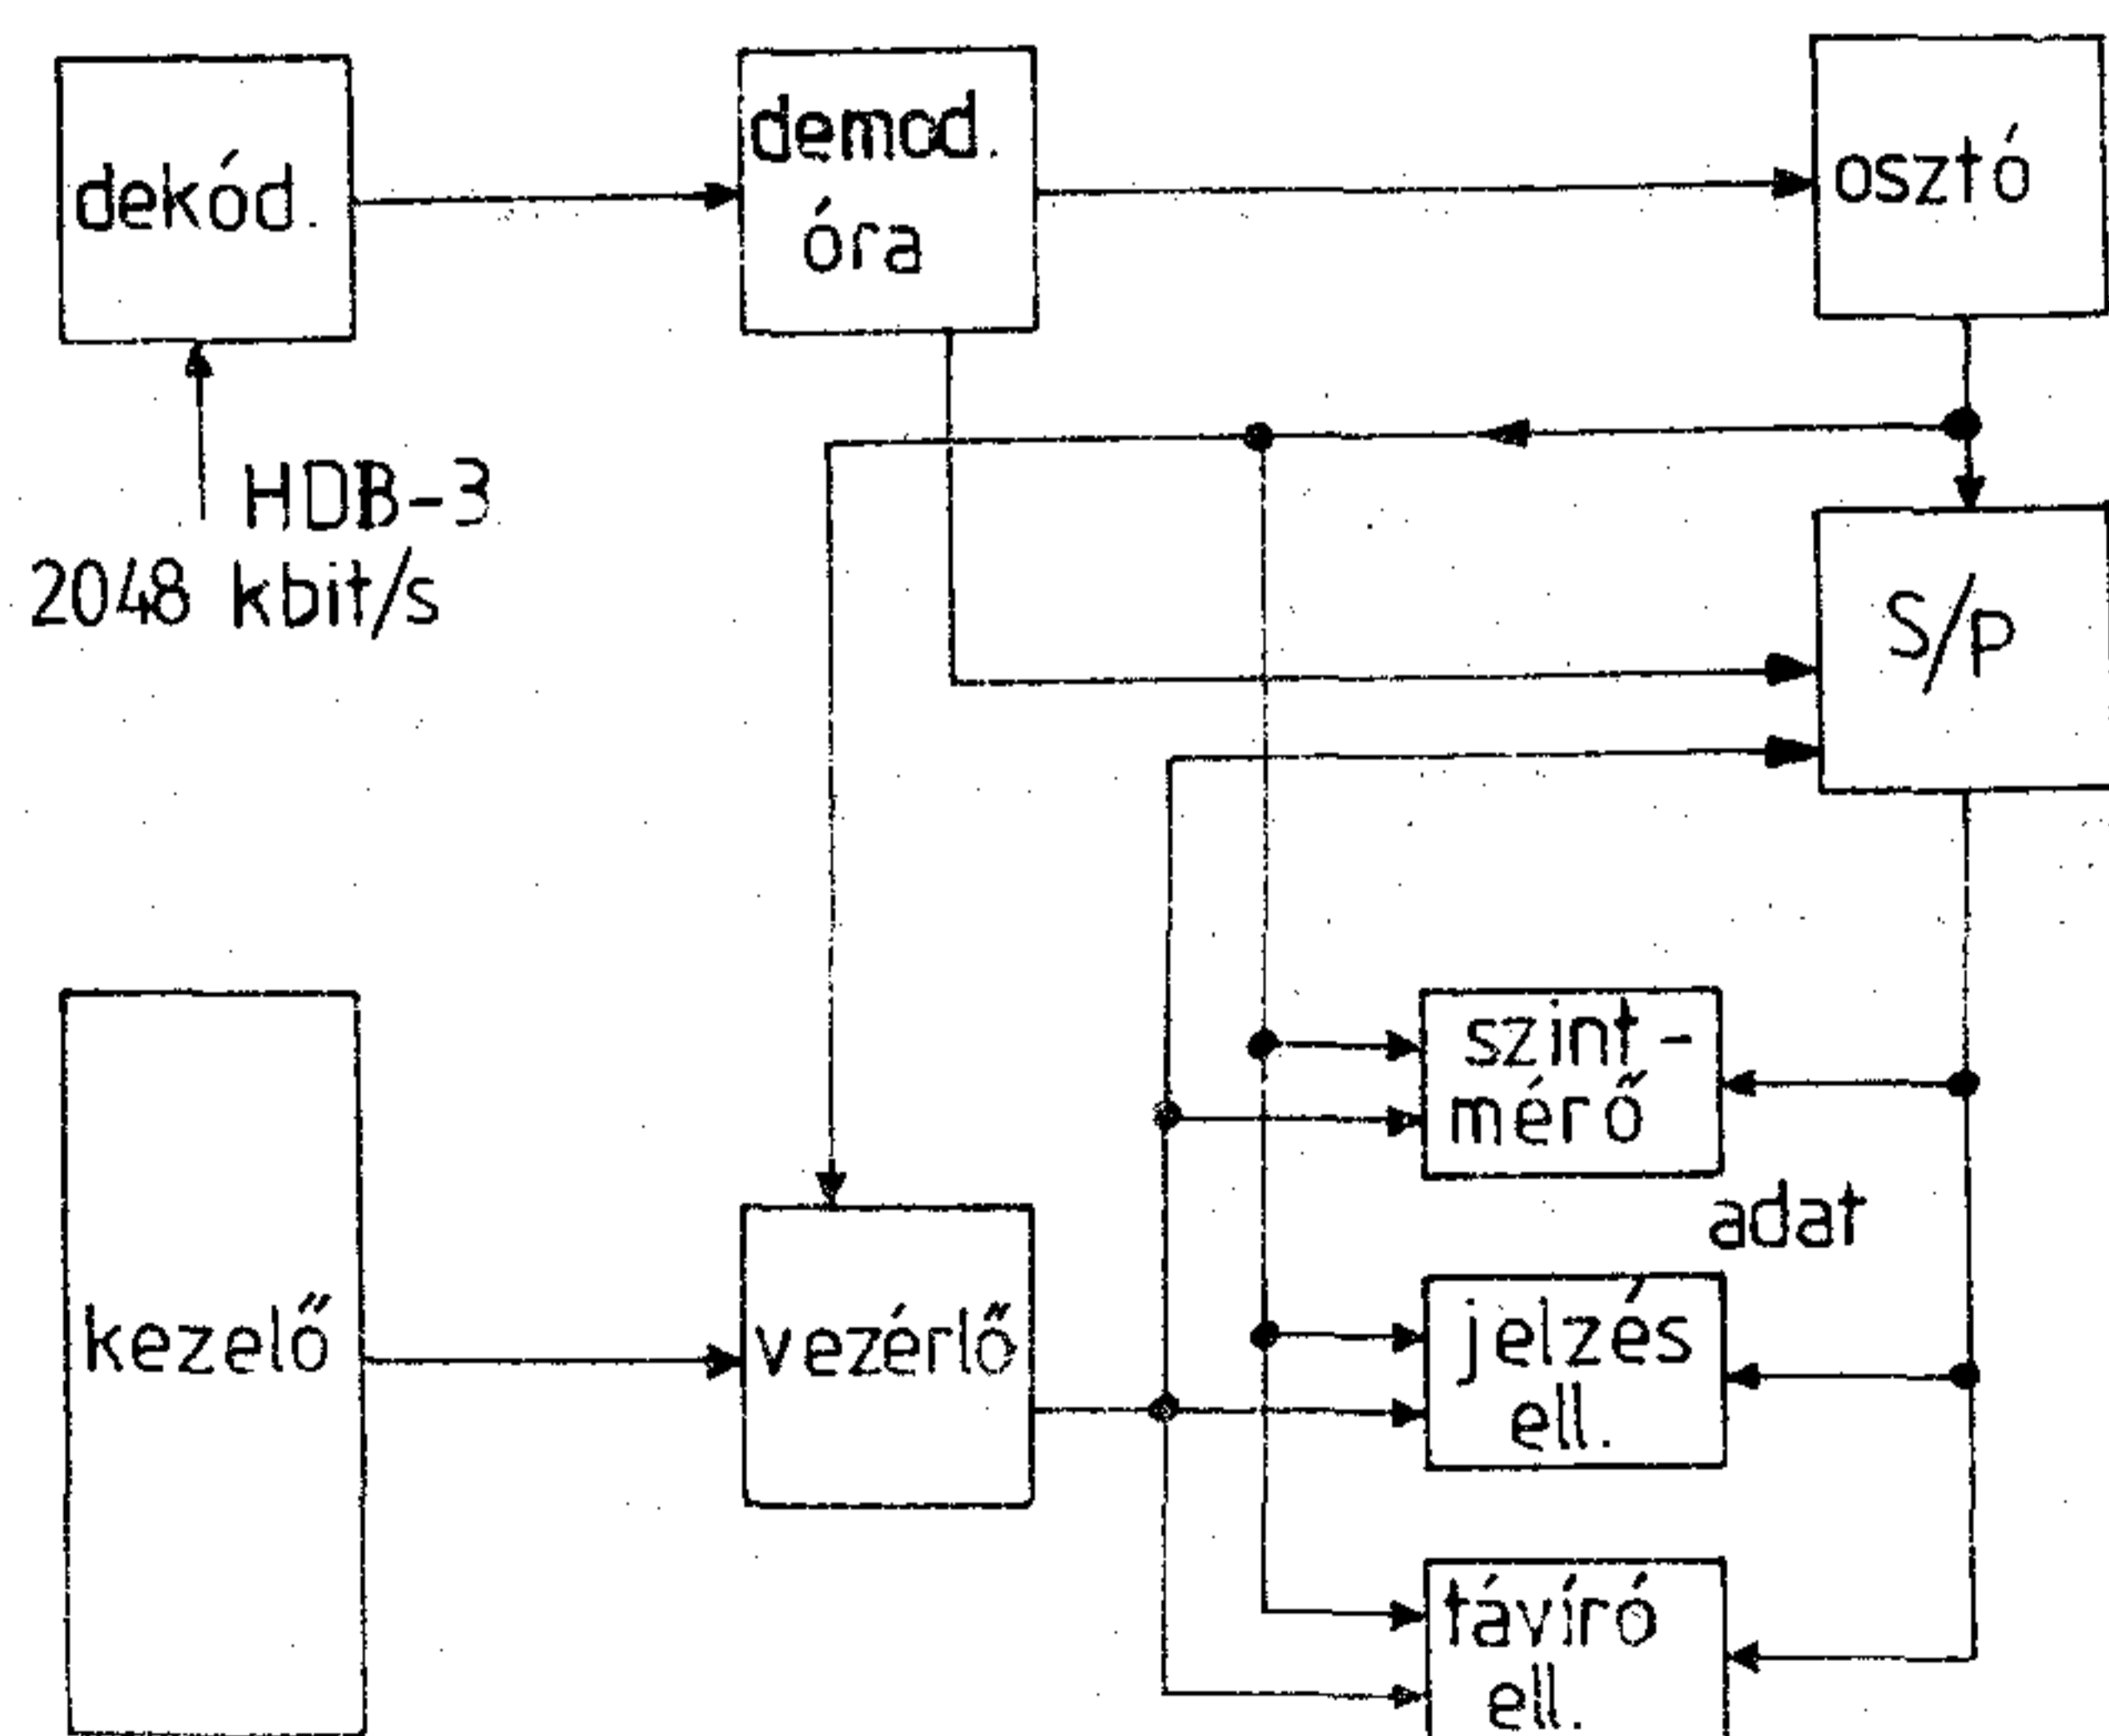 dekód.
demod.
óra
osztó
HDB-3
2048 kbit/s
S/p
szint-
mérő
adat
kezelő
vezérlő
jelzés
ell.
távíró
ell.